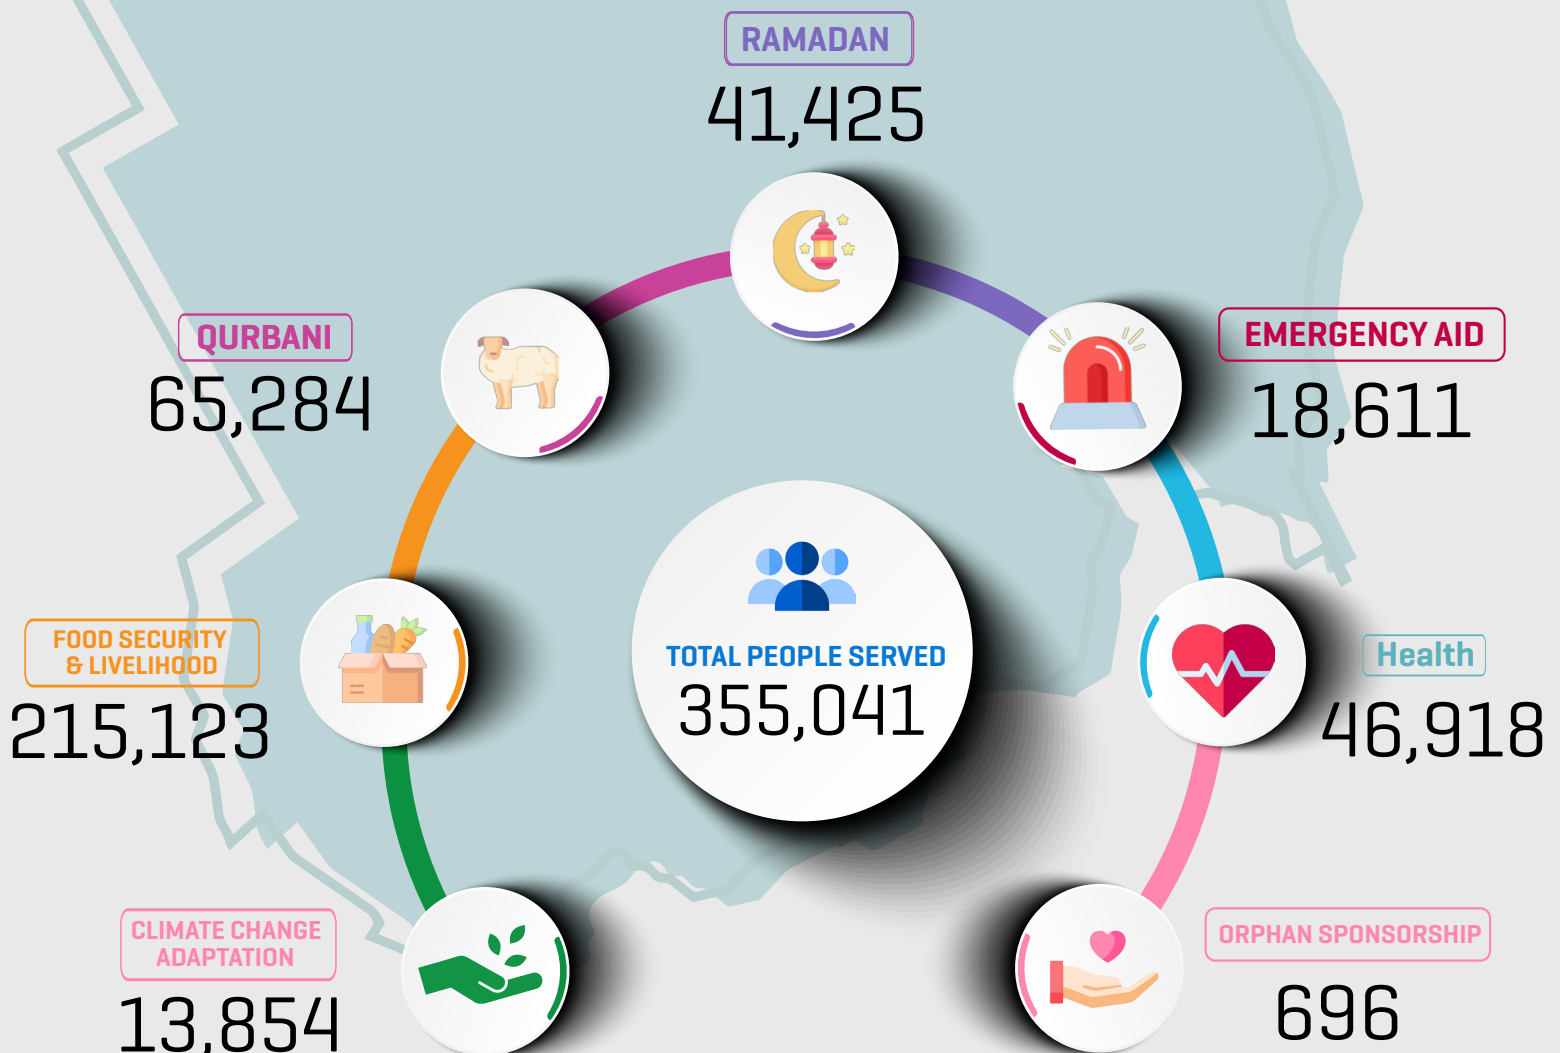 RAMADAN
41,425
QURBANI
65,284
EMERGENCY AID
18,611
FOOD SECURITY
& LIVELIHOOD
215,123
TOTAL PEOPLE SERVED
355,041
Health
46,918
CLIMATE CHANGE
ADAPTATION
13,854
ORPHAN SPONSORSHIP
696